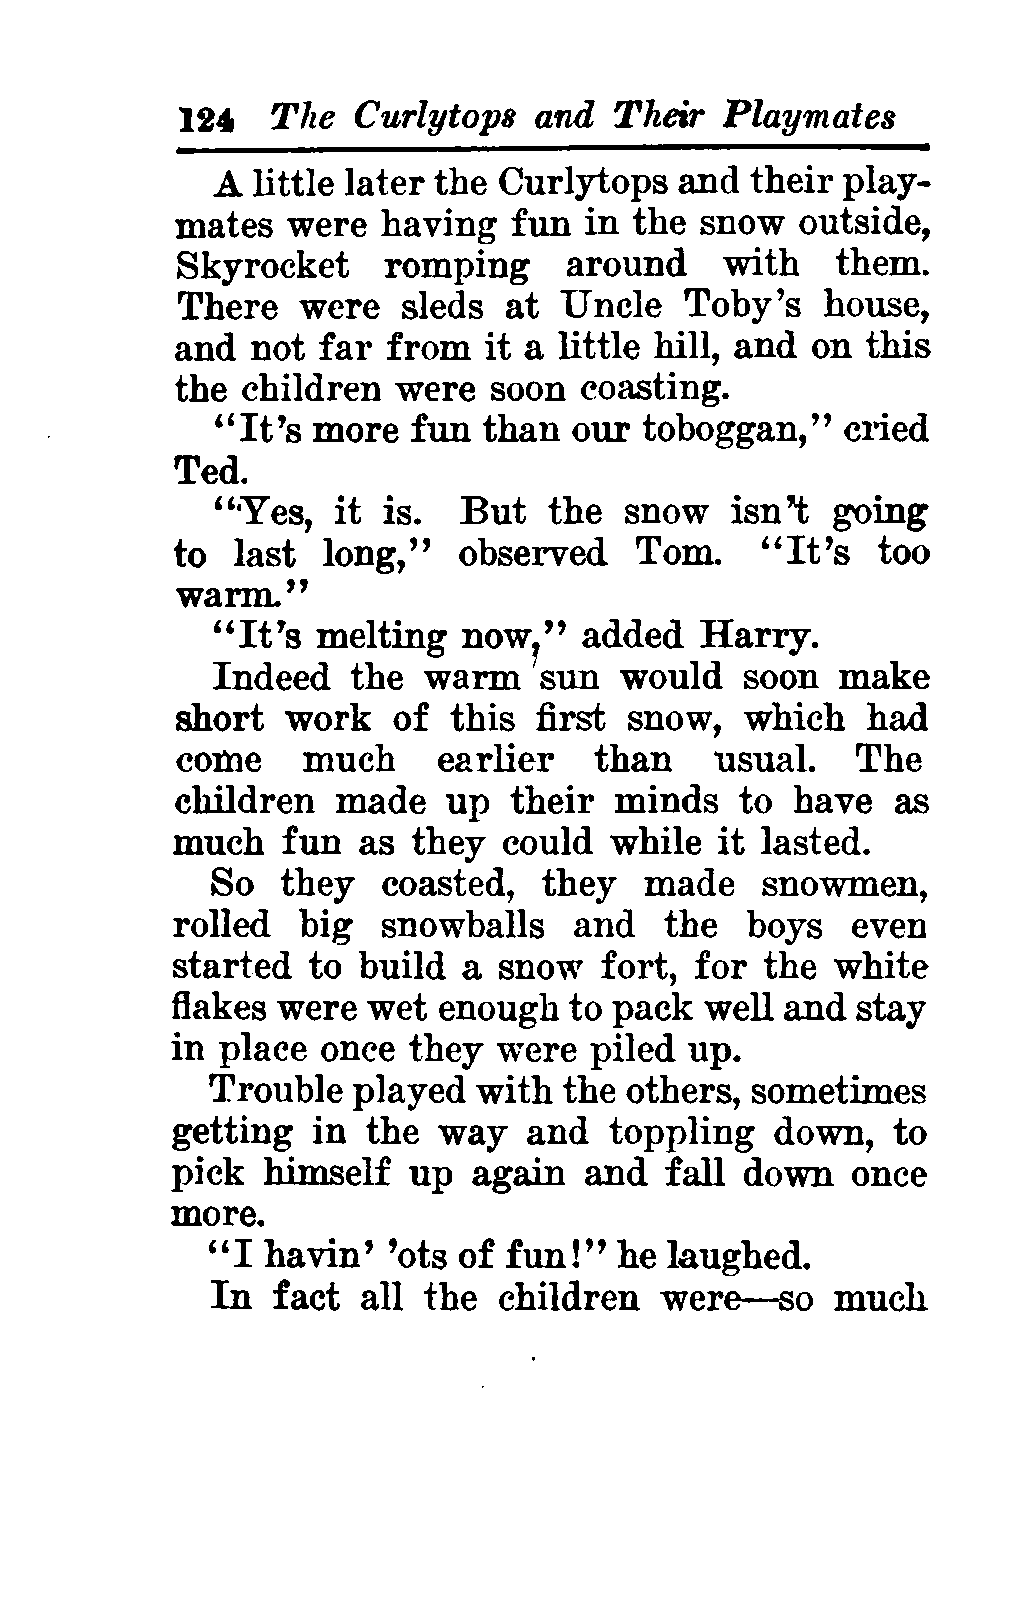 124 The Curlytops and Their Playmates
A little later the Curlytops and their play-
mates were having fun in the snow outside,
Skyrocket romping around with them.
There were sleds at Uncle Toby's house,
and not far from it a little hill, and on this
the children were soon coasting.
"It's more fun than our toboggan," cried
Ted.
"Yes, it is. But the snow isn't going
to last long," observed Tom. "It's too
warm."
"It's melting now," added Harry.
Indeed the warm sun would soon make
short work of this first snow, which had
come much earlier than usual. The
children made up their minds to have as
much fun as they could while it lasted.
So they coasted, they made snowmen,
rolled big snowballs and the boys even
started to build a snow fort, for the white
flakes were wet enough to pack well and stay
in place once they were piled up.
Trouble played with the others, sometimes
getting in the way and toppling down, to
pick himself up again and fall down once
more.
"I havin' 'ots of fun!" he laughed.
In fact all the children were—so much